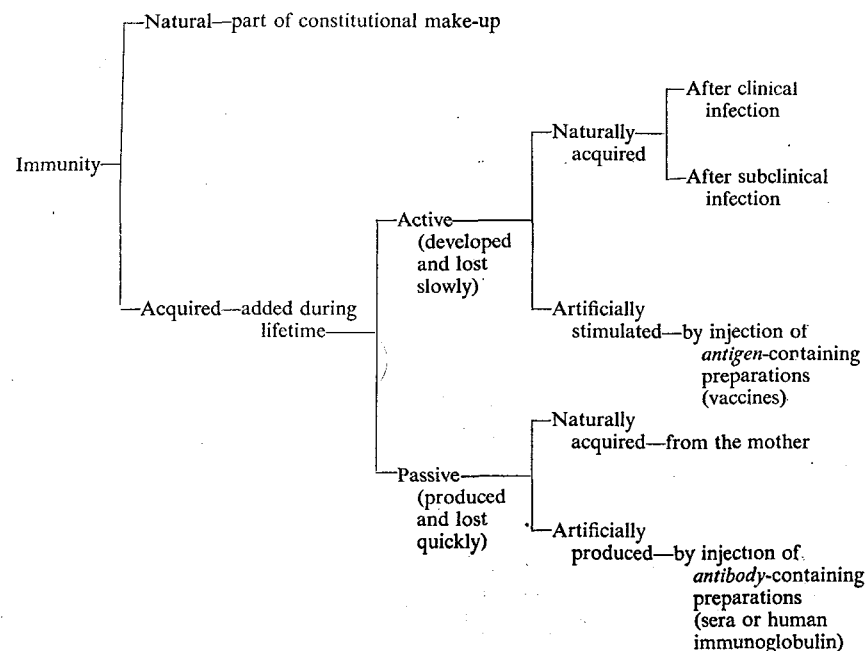 Natural—part of constitutional make-up
After clinical
infection
Naturally
acquired
Immunity
After subclinical
infection
Active
(developed
and lost
slowly)
Acquired—added during
lifetime
Artificially
stimulated—by injection of
antigen-containing
preparations
(vaccines)
Naturally
acquired—from the mother
Passive
(produced
and lost
quickly)
Artificially
produced—by injection of
antibody-containing
preparations
(sera or human
immunoglobulin)